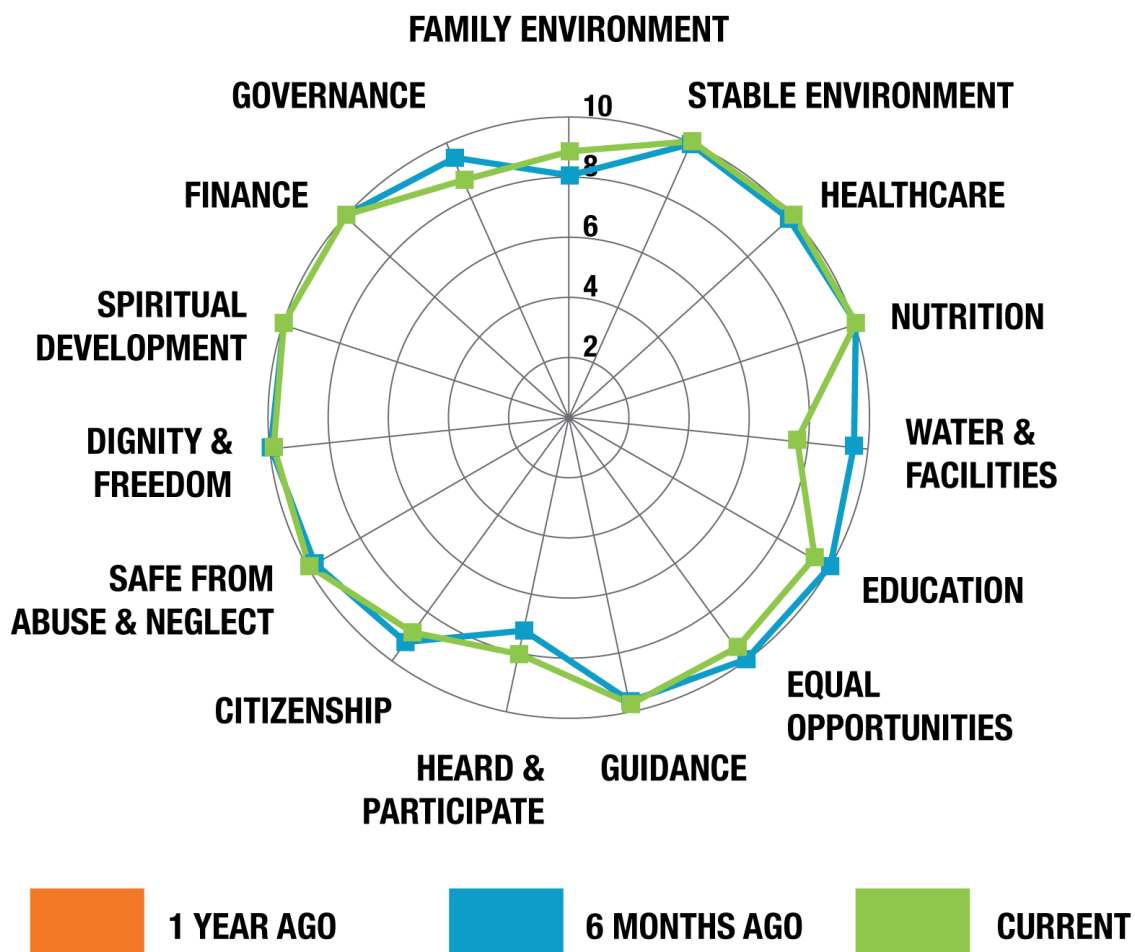 FAMILY ENVIRONMENT
GOVERNANCE
10
STABLE ENVIRONMENT
FINANCE
8
HEALTHCARE
6
SPIRITUAL
DEVELOPMENT
4
NUTRITION
2
DIGNITY &
FREEDOM
WATER &
FACILITIES
SAFE FROM
ABUSE & NEGLECT
EDUCATION
CITIZENSHIP
EQUAL
OPPORTUNITIES
HEARD &
PARTICIPATE
GUIDANCE
1 YEAR AGO
6 MONTHS AGO
CURRENT